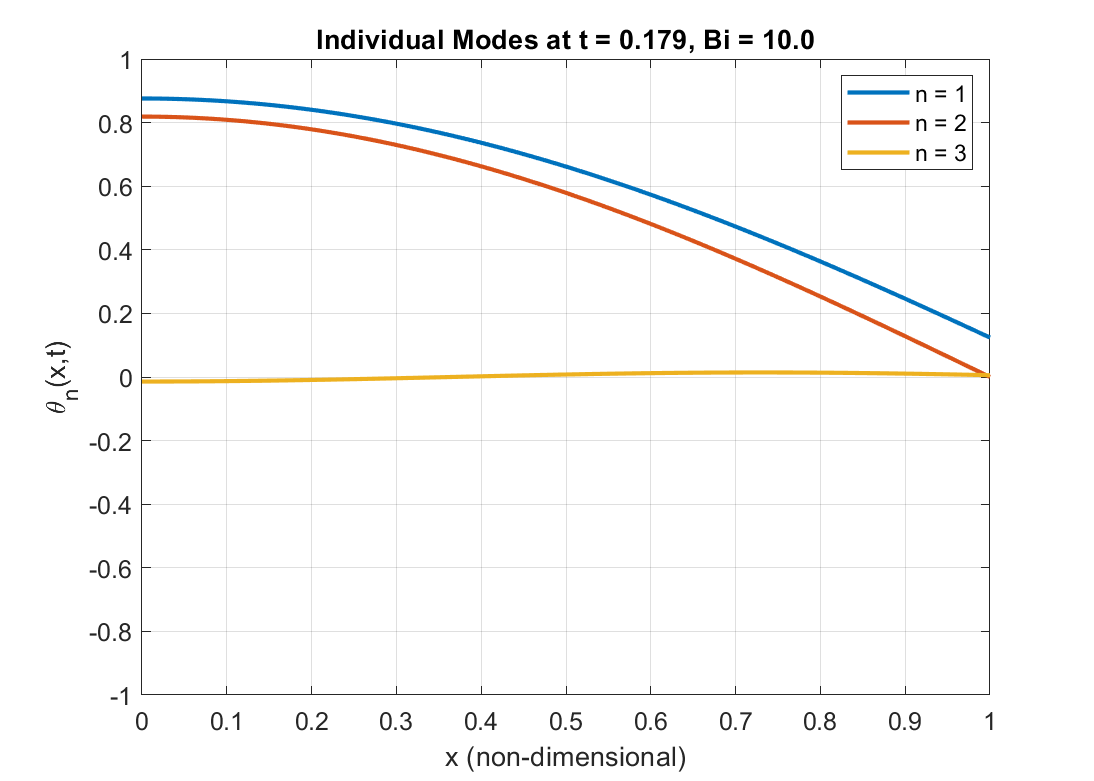 Individual Modes at t = 0.179, Bi = 10.0
n = 1
n = 2
n = 3
1
0.8
0.6
0.4
0.2
0
-0.2
-0.4
-0.6
-0.8
-1
θn(x,t)
0 0.1 0.2 0.3 0.4 0.5 0.6 0.7 0.8 0.9 1
x (non-dimensional)